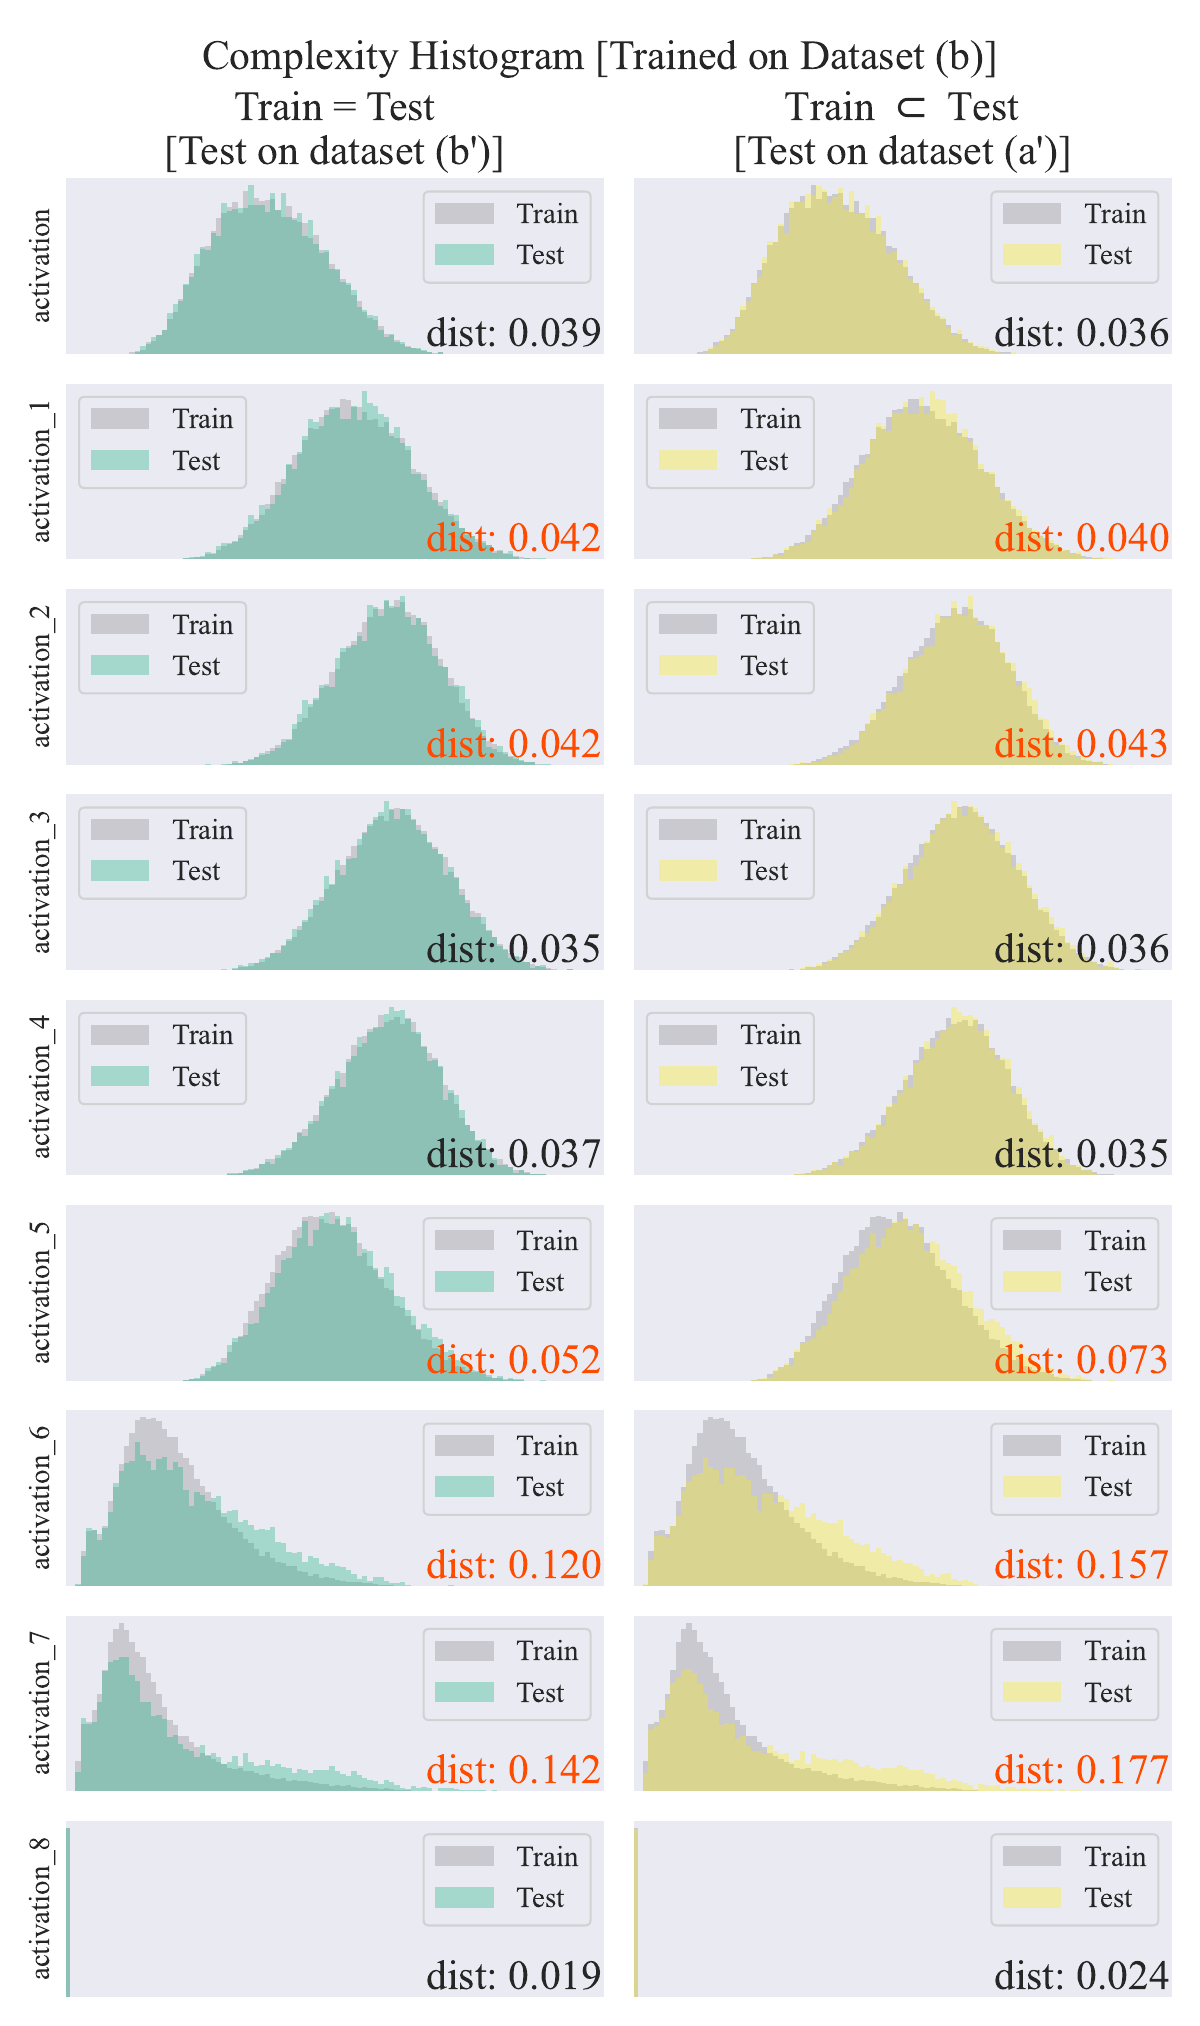 Complexity Histogram [Trained on Dataset (b)]
Train = Test
[Test on dataset (b')]
Train ⊂ Test
[Test on dataset (a')]
activation
Train
Test
dist: 0.039
Train
Test
dist: 0.036
activation_1
Train
Test
dist: 0.042
Train
Test
dist: 0.040
activation_2
Train
Test
dist: 0.042
Train
Test
dist: 0.043
activation_3
Train
Test
dist: 0.035
Train
Test
dist: 0.036
activation_4
Train
Test
dist: 0.037
Train
Test
dist: 0.035
activation_5
Train
Test
dist: 0.052
Train
Test
dist: 0.073
activation_6
Train
Test
dist: 0.120
Train
Test
dist: 0.157
activation_7
Train
Test
dist: 0.142
Train
Test
dist: 0.177
activation_8
Train
Test
dist: 0.019
Train
Test
dist: 0.024